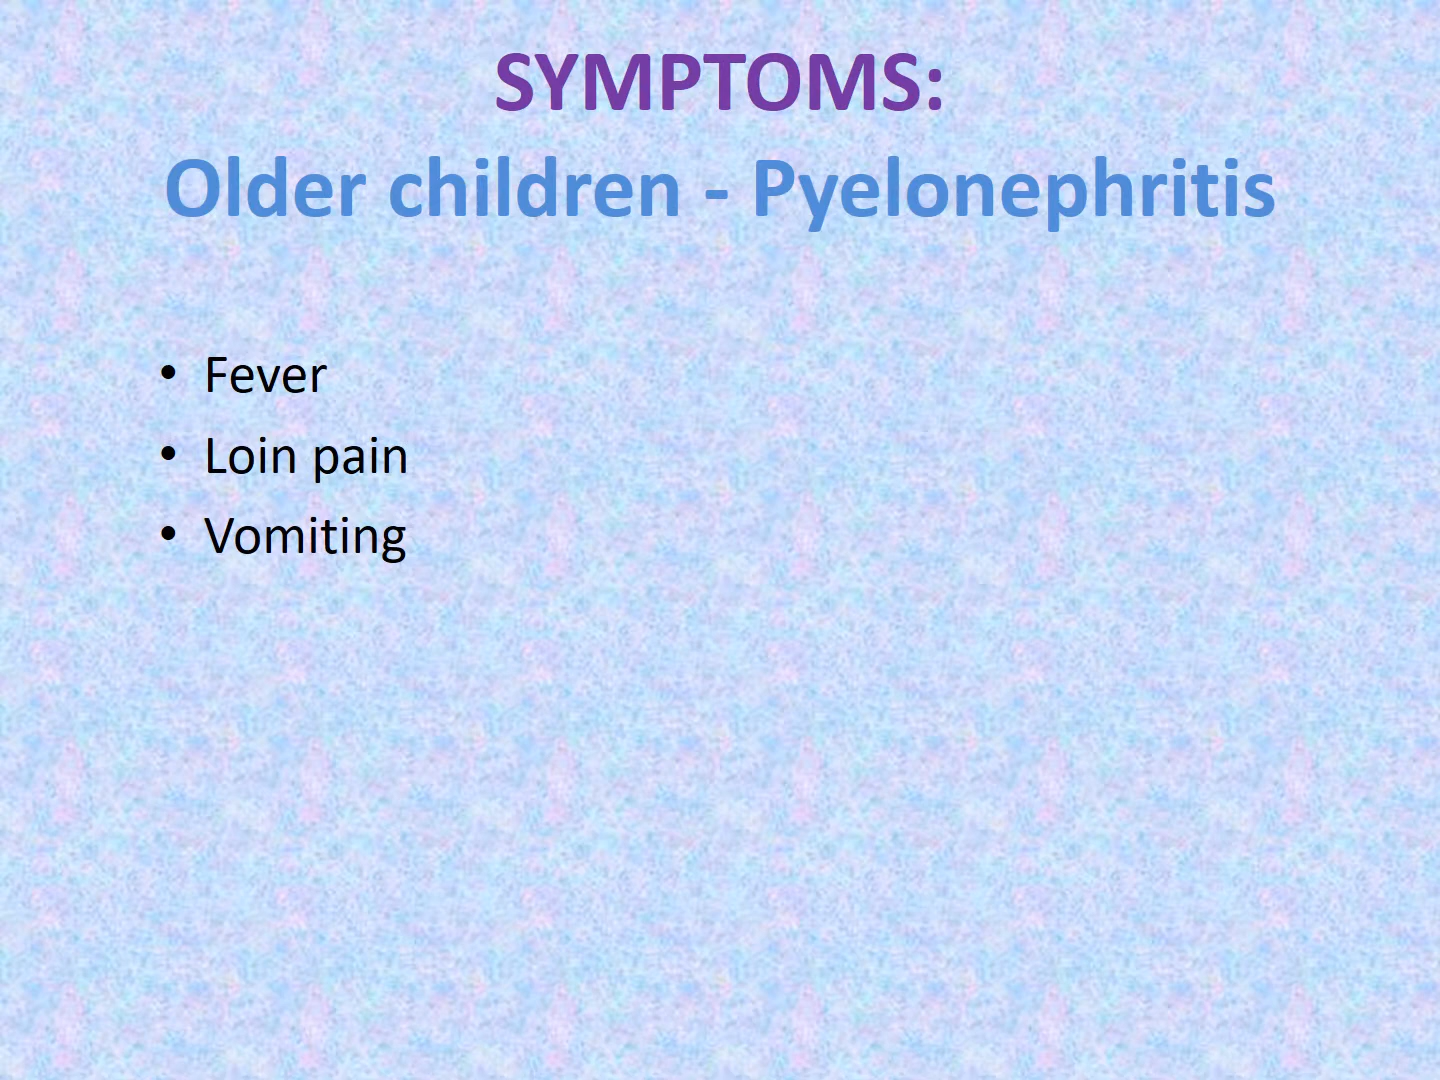 SYMPTOMS:
Older children - Pyelonephritis
• Fever
• Loin pain
• Vomiting